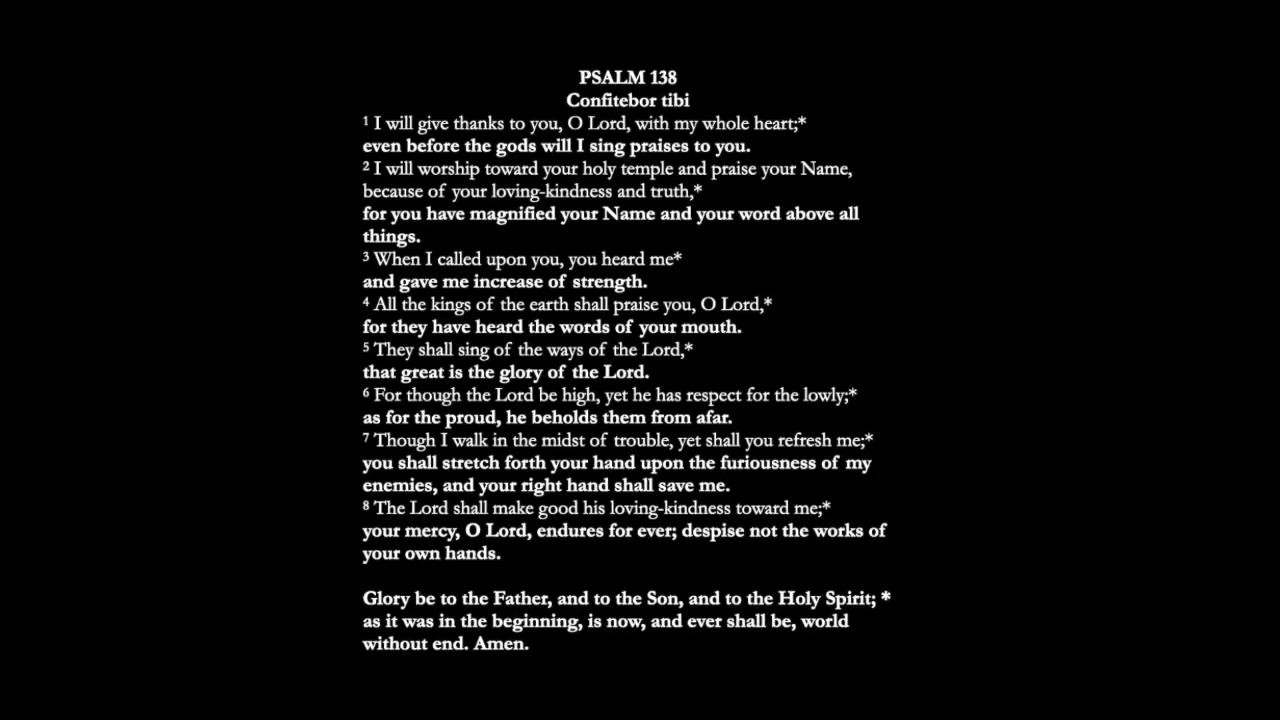 PSALM 138
Confitebor tibi
¹ I will give thanks to you, O Lord, with my whole heart;*
even before the gods will I sing praises to you.
² I will worship toward your holy temple and praise your Name,
because of your loving-kindness and truth,*
for you have magnified your Name and your word above all
things.
³ When I called upon you, you heard me*
and gave me increase of strength.
⁴ All the kings of the earth shall praise you, O Lord,*
for they have heard the words of your mouth.
⁵ They shall sing of the ways of the Lord,*
that great is the glory of the Lord.
⁶ For though the Lord be high, yet he has respect for the lowly;*
as for the proud, he beholds them from afar.
⁷ Though I walk in the midst of trouble, yet shall you refresh me;*
you shall stretch forth your hand upon the furiousness of my
enemies, and your right hand shall save me.
⁸ The Lord shall make good his loving-kindness toward me;*
your mercy, O Lord, endures for ever; despise not the works of
your own hands.
Glory be to the Father, and to the Son, and to the Holy Spirit; *
as it was in the beginning, is now, and ever shall be, world
without end. Amen.